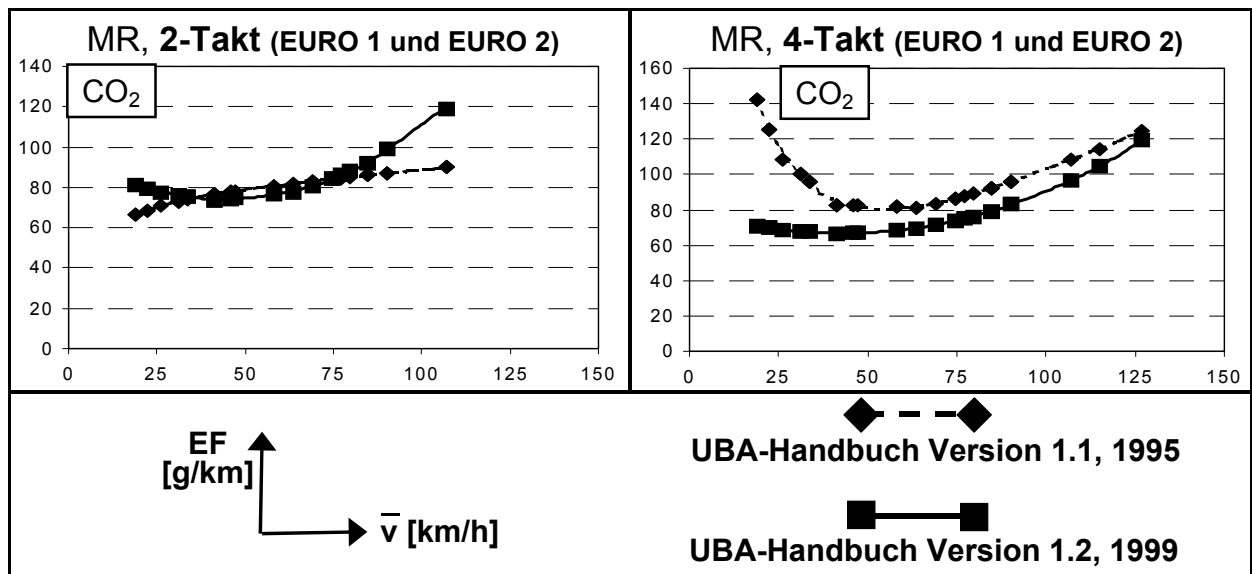 MR, 2-Takt (EURO 1 und EURO 2)
CO₂
140
120
100
80
60
40
20
0
0 25 50 75 100 125 150
MR, 4-Takt (EURO 1 und EURO 2)
CO₂
160
140
120
100
80
60
40
20
0
0 25 50 75 100 125 150
EF
[g/km]
v̅ [km/h]
UBA-Handbuch Version 1.1, 1995
UBA-Handbuch Version 1.2, 1999